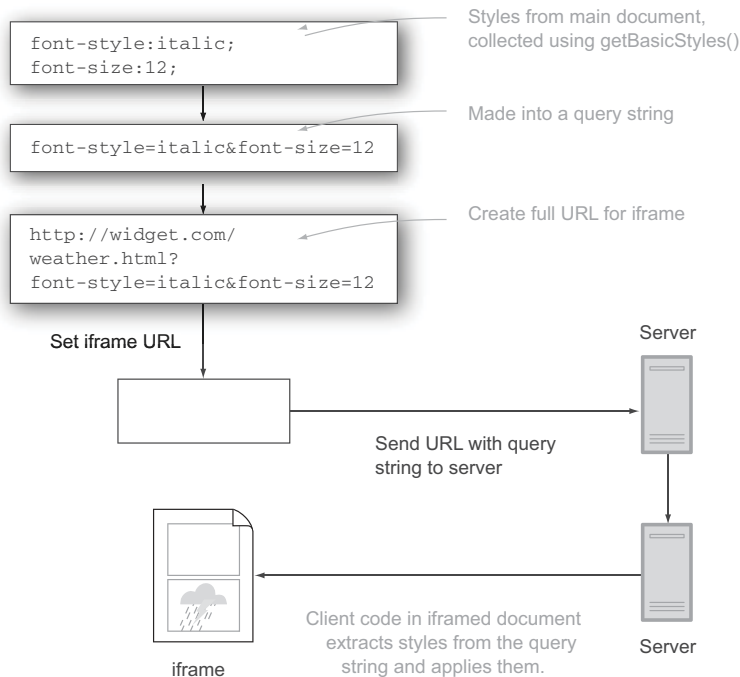 Styles from main document,
collected using getBasicStyles()
font-style:italic;
font-size:12;
Made into a query string
font-style=italic&font-size=12
Create full URL for iframe
http://widget.com/
weather.html?
font-style=italic&font-size=12
Set iframe URL
Server
Send URL with query
string to server
Client code in iframed document
extracts styles from the query
string and applies them.
Server
iframe